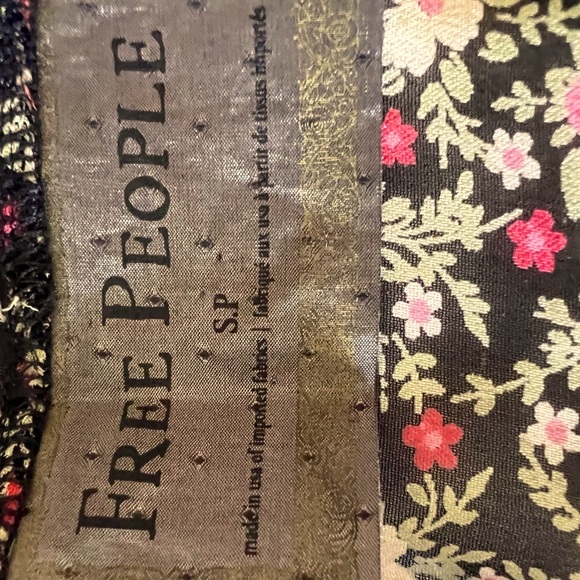 FREE PEOPLE
S.P
made in usa of imported fabrics | fabriqué aux usa à partir de tissus importés